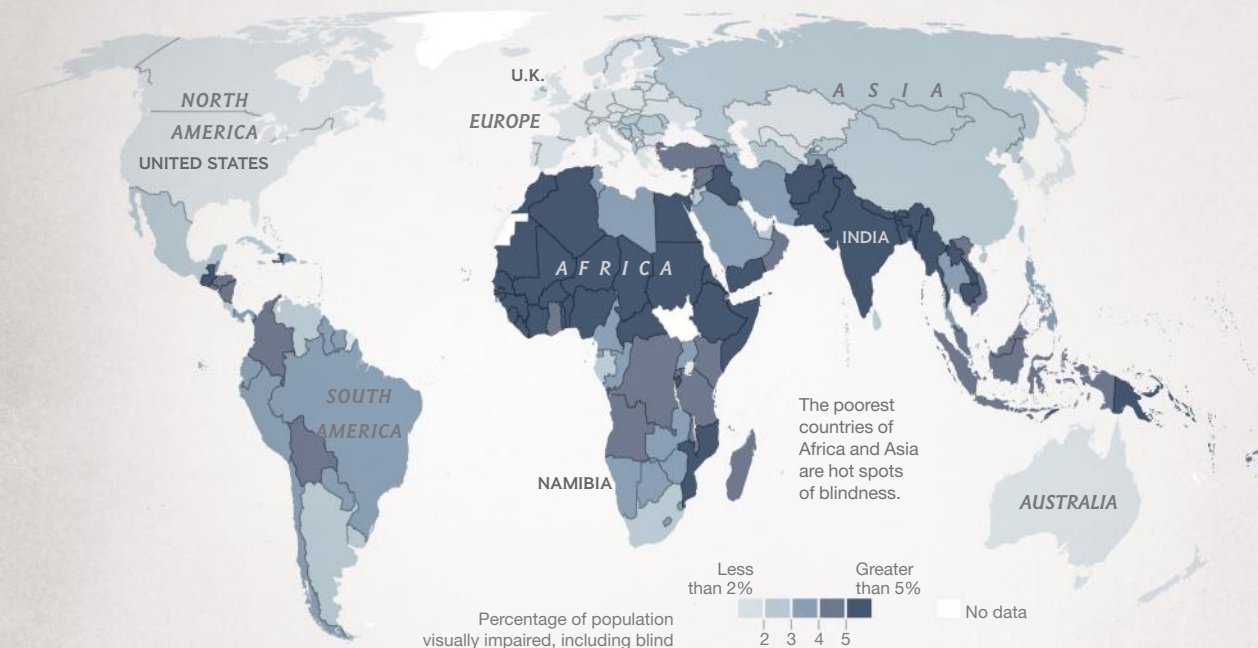 U.K.
NORTH
AMERICA
UNITED STATES
EUROPE
A S I A
INDIA
A F R I C A
SOUTH
AMERICA
NAMIBIA
The poorest
countries of
Africa and Asia
are hot spots
of blindness.
AUSTRALIA
Percentage of population
visually impaired, including blind
Less
than 2%
Greater
than 5%
2 3 4 5
No data